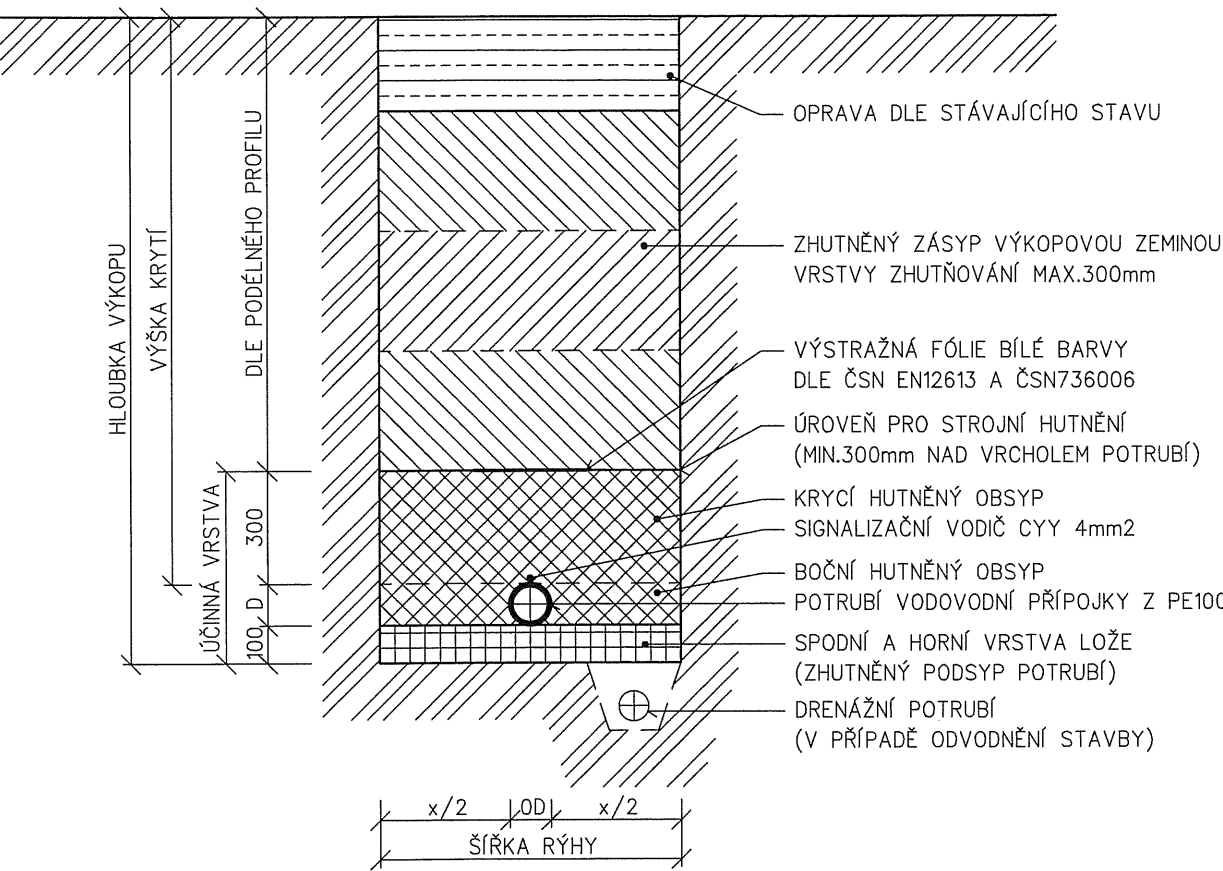 OPRAVA DLE STÁVAJÍCÍHO STAVU
ZHUTNĚNÝ ZÁSYP VÝKOPOVOU ZEMINOU
VRSTVY ZHUTŇOVÁNÍ MAX.300mm
VÝSTRAŽNÁ FÓLIE BÍLÉ BARVY
DLE ČSN EN12613 A ČSN736006
ÚROVEŇ PRO STROJNÍ HUTNĚNÍ
(MIN.300mm NAD VRCHOLEM POTRUBÍ)
KRYCÍ HUTNĚNÝ OBSYP
SIGNALIZAČNÍ VODIČ CYY 4mm2
BOČNÍ HUTNĚNÝ OBSYP
POTRUBÍ VODOVODNÍ PŘÍPOJKY Z PE100
SPODNÍ A HORNÍ VRSTVA LOŽE
(ZHUTNĚNÝ PODSYP POTRUBÍ)
DRENÁŽNÍ POTRUBÍ
(V PŘÍPADĚ ODVODNĚNÍ STAVBY)
HLOUBKA VÝKOPU
VÝŠKA KRYTÍ
DLE PODÉLNÉHO PROFILU
ÚČINNÁ VRSTVA
300
D
100
x/2
OD
x/2
ŠÍŘKA RÝHY